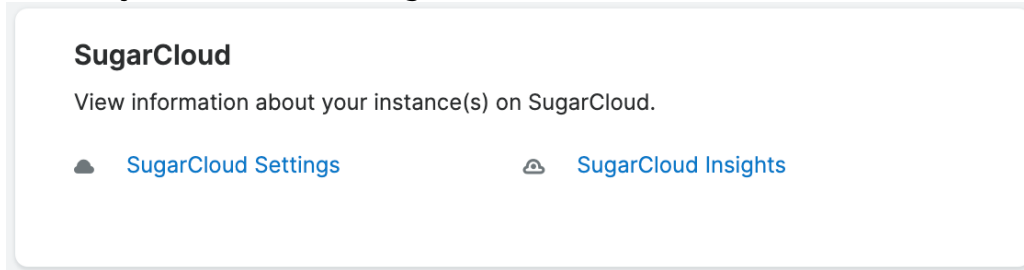 SugarCloud
View information about your instance(s) on SugarCloud.
SugarCloud Settings
SugarCloud Insights